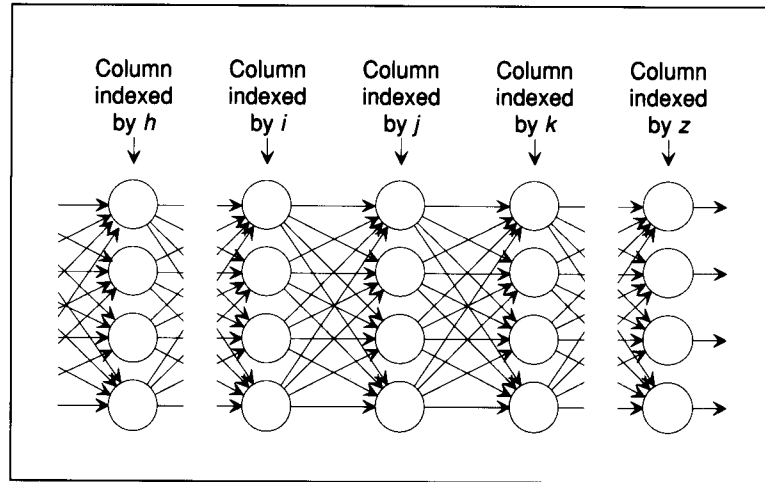 Column
indexed
by h
Column
indexed
by i
Column
indexed
by j
Column
indexed
by k
Column
indexed
by z